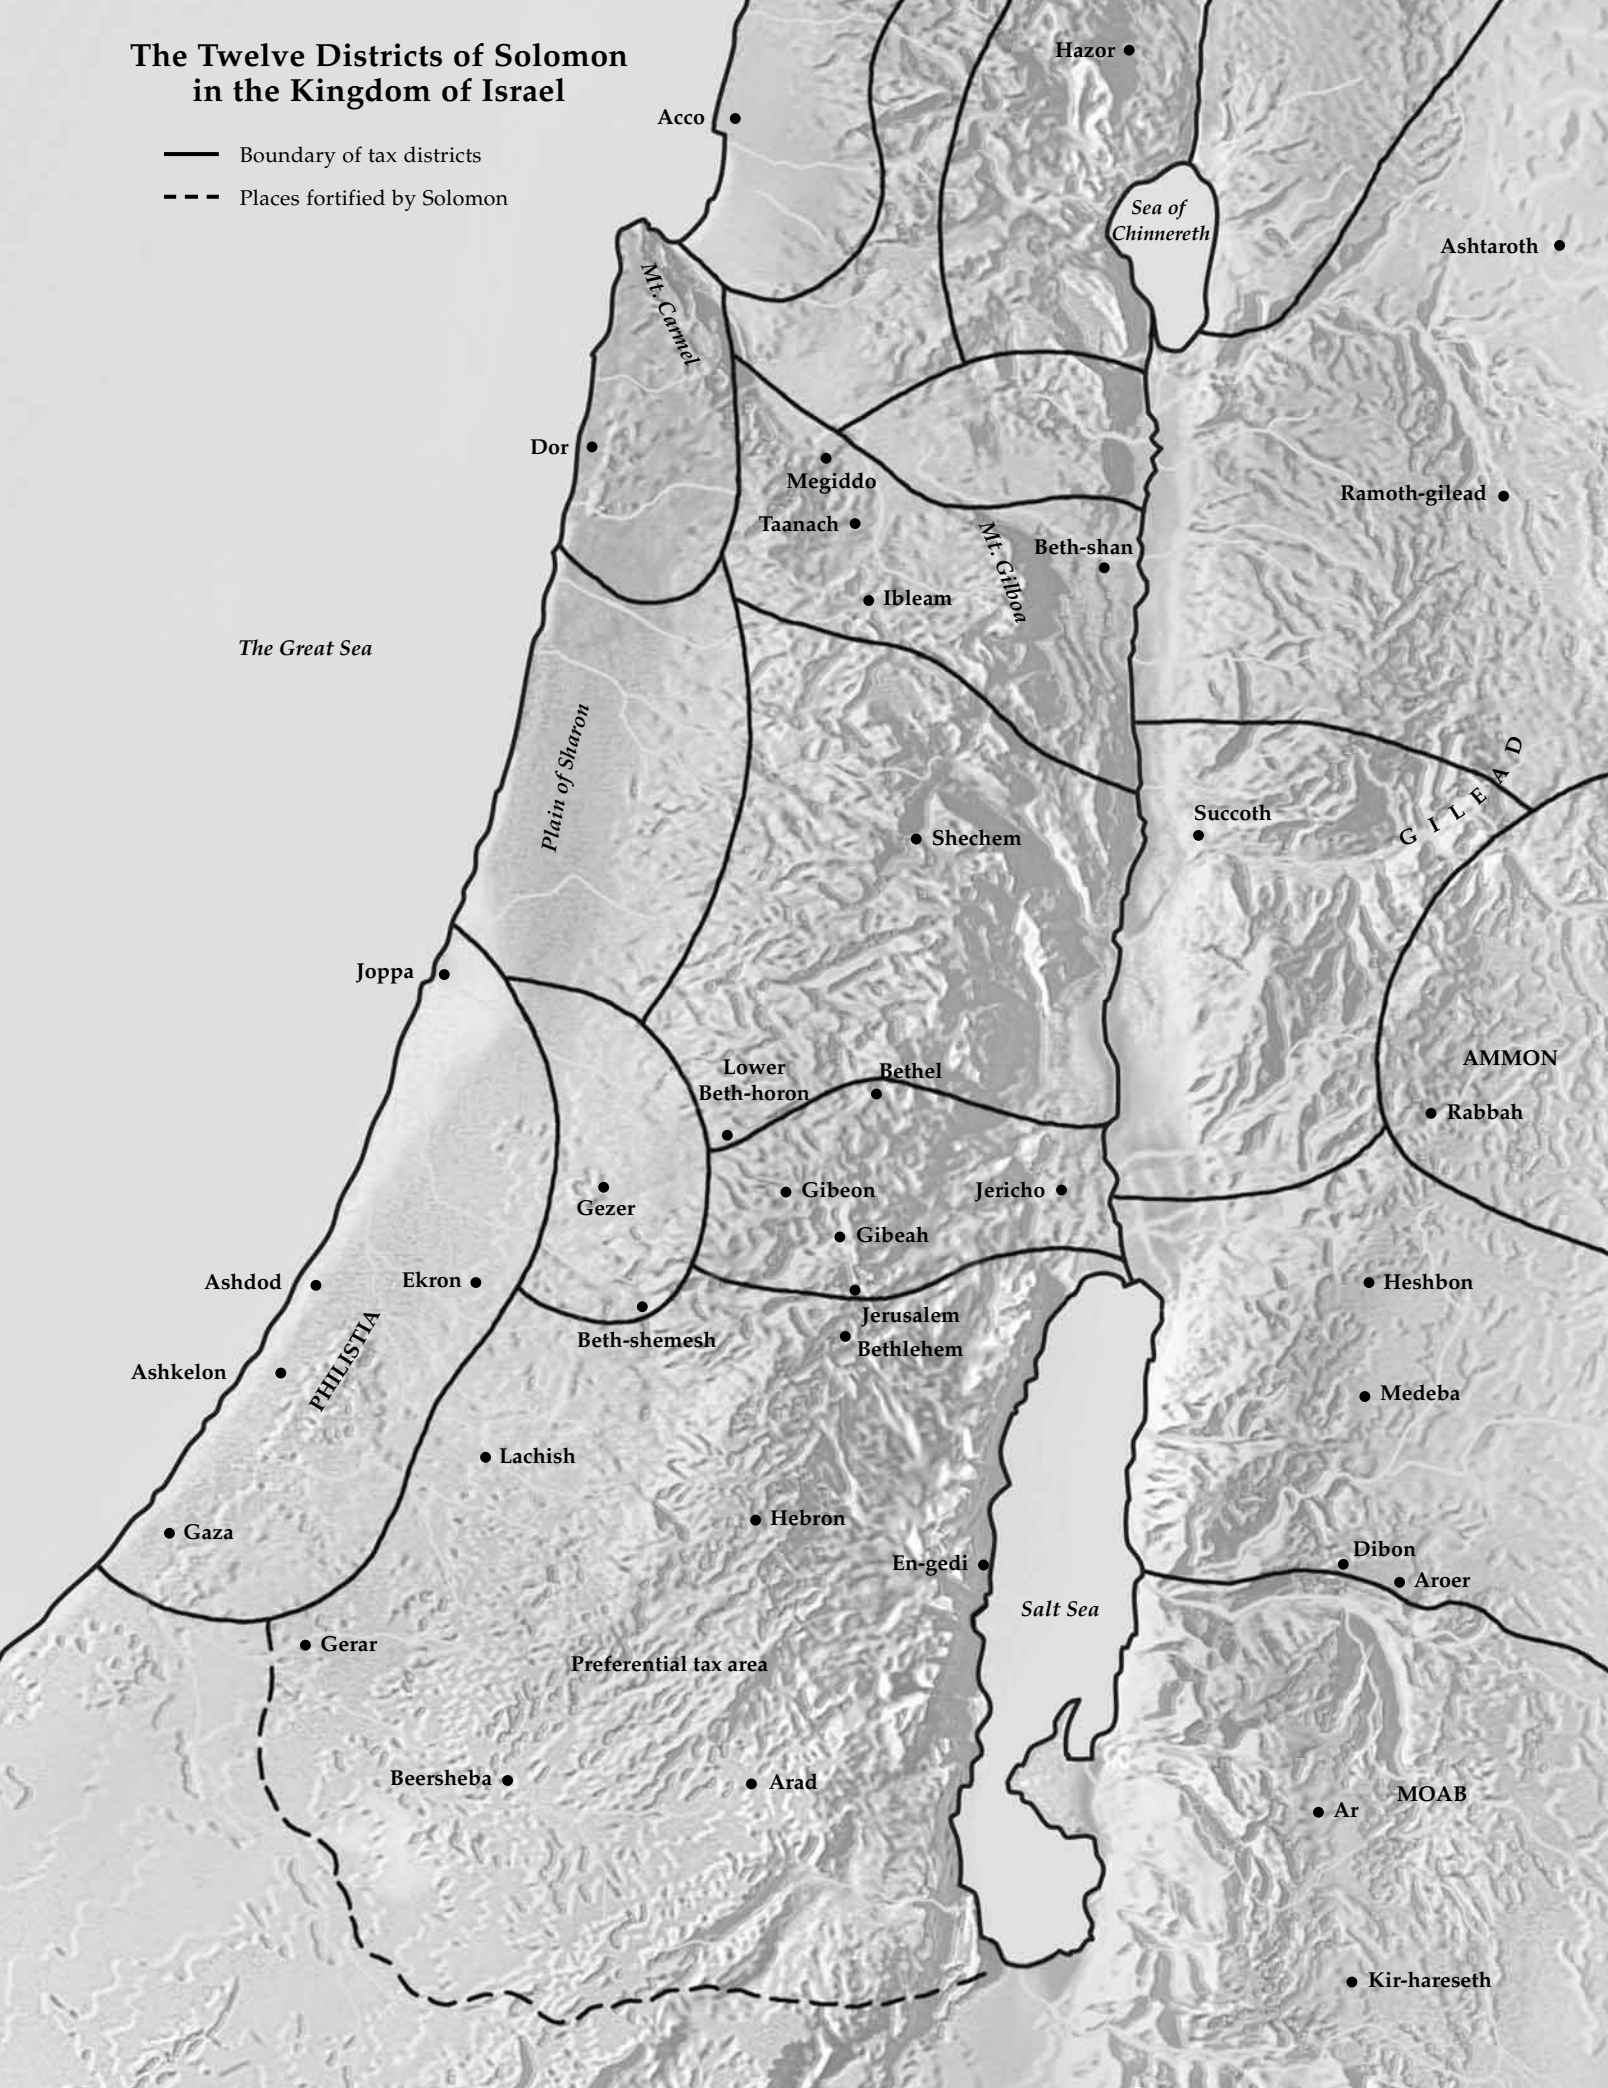 The Twelve Districts of Solomon
in the Kingdom of Israel
Boundary of tax districts
Places fortified by Solomon
Hazor
Acco
Sea of
Chinnereth
Ashtaroth
Mt. Carmel
Dor
Megiddo
Ramoth-gilead
Taanach
Mt. Gilboa
Beth-shan
Ibleam
The Great Sea
Plain of Sharon
GILEAD
Succoth
Shechem
Joppa
AMMON
Lower
Beth-horon
Bethel
Rabbah
Gibeon
Jericho
Gezer
Gibeah
Ashdod
Ekron
Heshbon
Jerusalem
Beth-shemesh
Bethlehem
PHILISTIA
Ashkelon
Medeba
Lachish
Hebron
Gaza
En-gedi
Dibon
Aroer
Salt Sea
Gerar
Preferential tax area
Beersheba
Arad
MOAB
Ar
Kir-hareseth